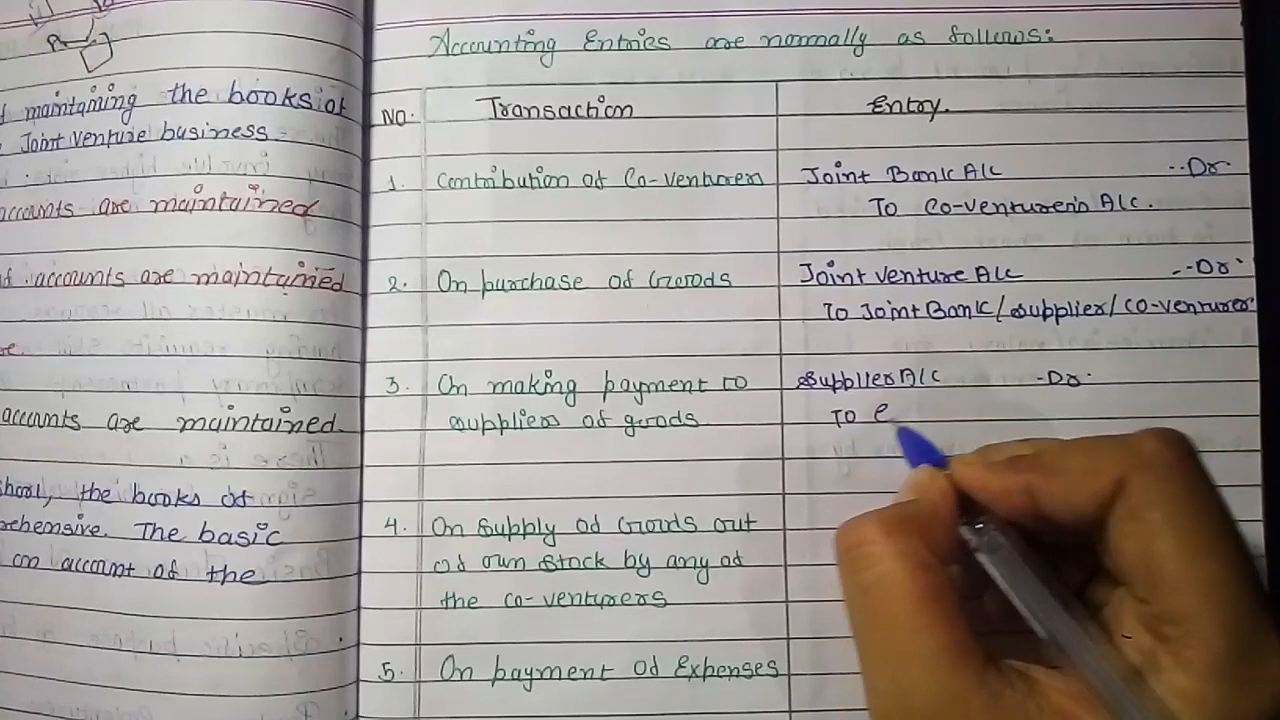 maintaining the books of
Joint venture business
accounts are maintained
accounts are maintained
accounts are maintained.
the books of
The basic
on account of the
Accounting Entries are normally as follows:
No. Transaction Entry.
1. Contribution of Co-venturers Joint Bank A/c --Dr.
To Co-venturer's A/c.
2. On purchase of Goods Joint venture A/c --Dr.
To Joint Bank/supplier/co-venturer
3. On making payment to Supplier A/c -Dr.
suppliers of goods To e
4. On supply of Goods out
of own stock by any of
the co-venturers
5. On payment of Expenses